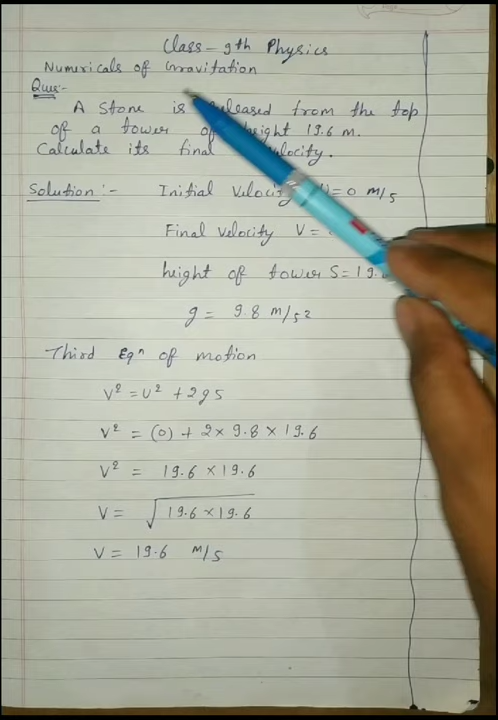 Class - 9th Physics
Numericals of Gravitation
Ques:-
A Stone is released from the top
of a tower of height 19.6 m.
Calculate its final velocity.
Solution :- Initial Velocity =0 m/s
Final Velocity V =
height of tower S=19.
g = 9.8 m/s2
Third Eqn of motion
V² = U² + 2gs
V² = (0) + 2 x 9.8 x 19.6
V² = 19.6 x 19.6
V = √19.6 x 19.6
V = 19.6 m/s